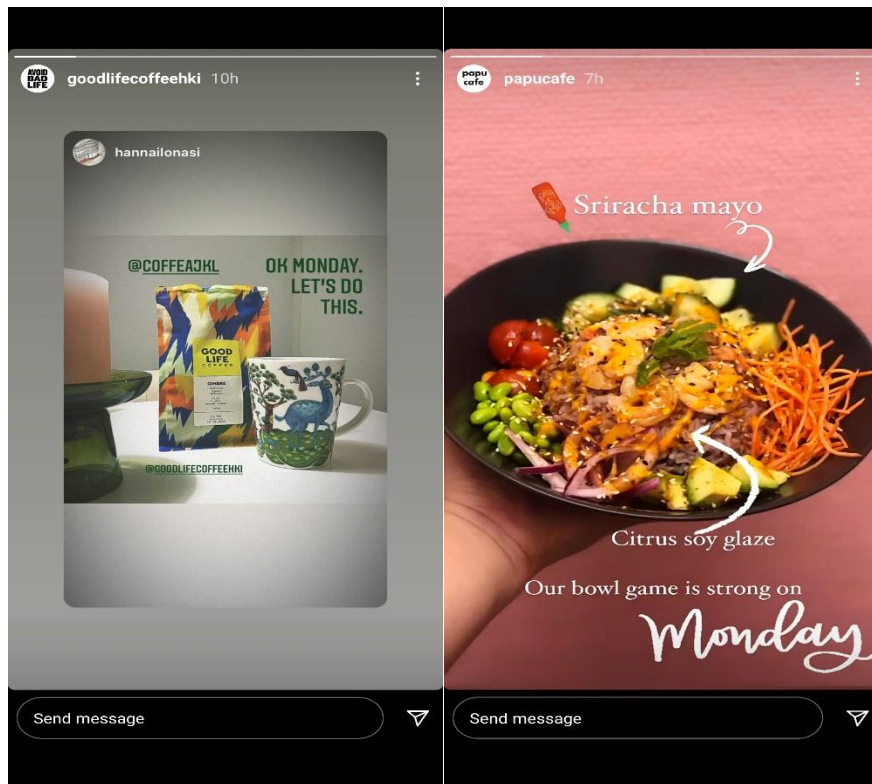 AVOID
BAD
LIFE
goodlifecoffeehki 10h
hannailonasi
@COFFEAJKL
OK MONDAY.
LET'S DO
THIS.
GOOD
LIFE
COFFEE
@GOODLIFECOFFEEHKI
Send message
papu
cafe
papucafe 7h
Sriracha mayo
Citrus soy glaze
Our bowl game is strong on
Monday
Send message